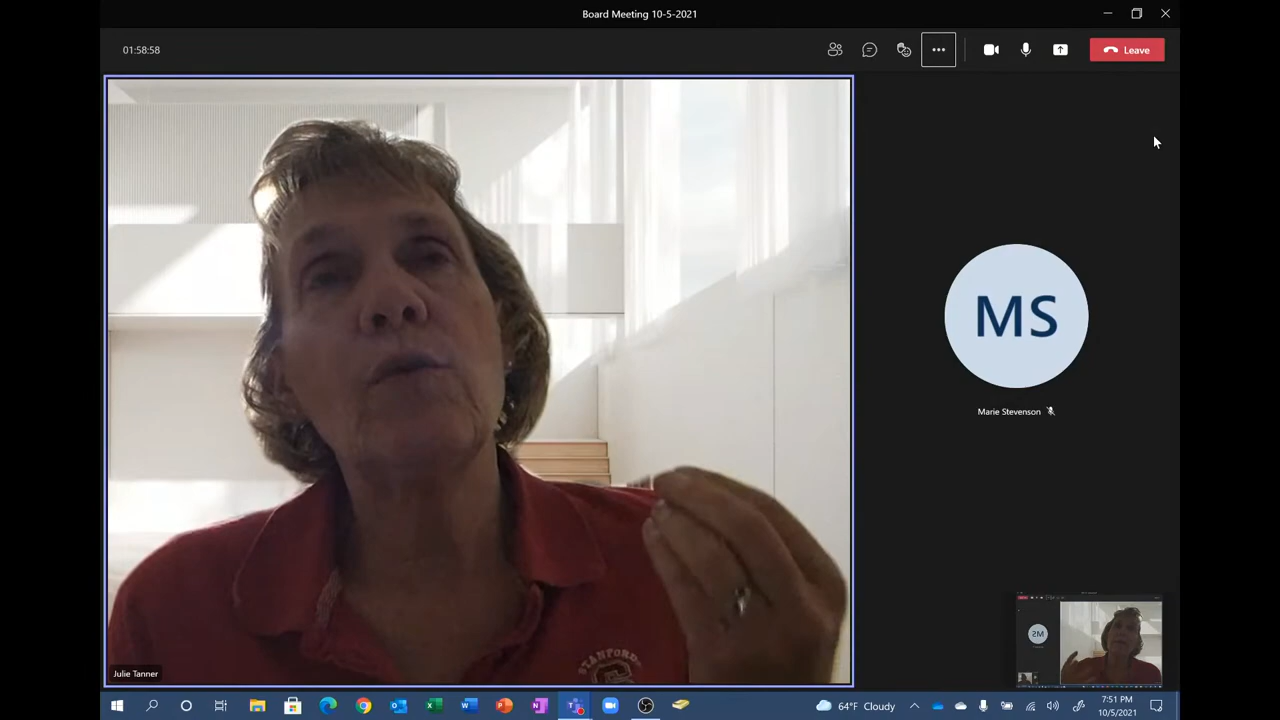 Board Meeting 10-5-2021
01:58:58
Leave
MS
Marie Stevenson
STANFORD
S
Julie Tanner
64°F Cloudy
7:51 PM
10/5/2021